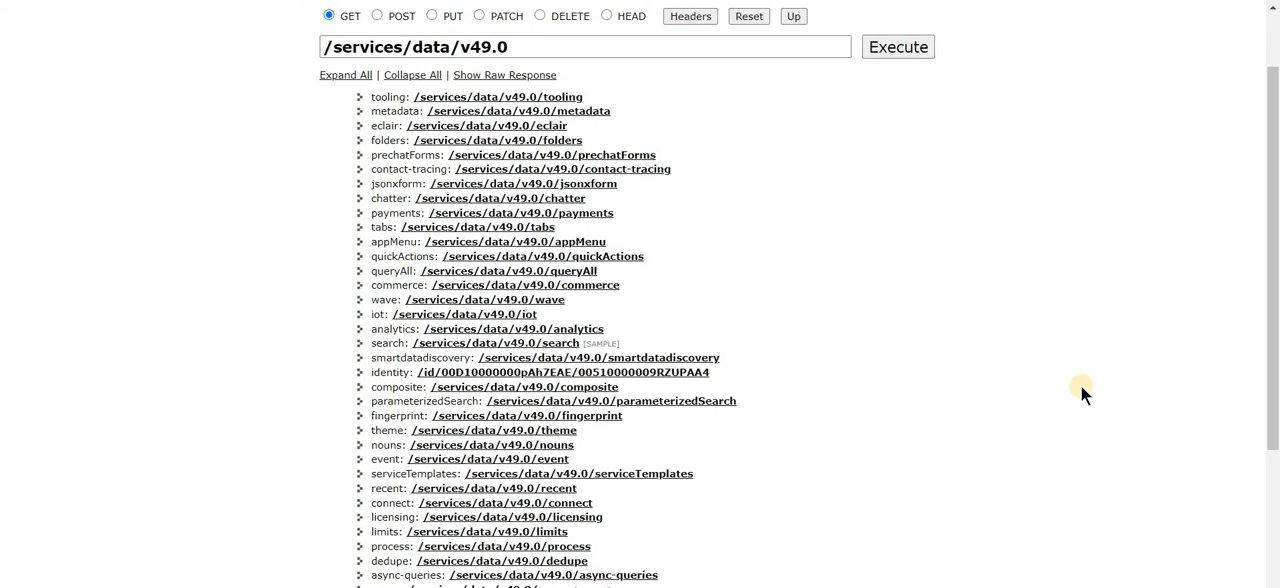 GET POST PUT PATCH DELETE HEAD Headers Reset Up
/services/data/v49.0 Execute
Expand All | Collapse All | Show Raw Response
tooling: /services/data/v49.0/tooling
metadata: /services/data/v49.0/metadata
eclair: /services/data/v49.0/eclair
folders: /services/data/v49.0/folders
prechatForms: /services/data/v49.0/prechatForms
contact-tracing: /services/data/v49.0/contact-tracing
jsonxform: /services/data/v49.0/jsonxform
chatter: /services/data/v49.0/chatter
payments: /services/data/v49.0/payments
tabs: /services/data/v49.0/tabs
appMenu: /services/data/v49.0/appMenu
quickActions: /services/data/v49.0/quickActions
queryAll: /services/data/v49.0/queryAll
commerce: /services/data/v49.0/commerce
wave: /services/data/v49.0/wave
iot: /services/data/v49.0/iot
analytics: /services/data/v49.0/analytics
search: /services/data/v49.0/search [SAMPLE]
smartdatadiscovery: /services/data/v49.0/smartdatadiscovery
identity: /id/00D10000000pAh7EAE/00510000009RZUPAA4
composite: /services/data/v49.0/composite
parameterizedSearch: /services/data/v49.0/parameterizedSearch
fingerprint: /services/data/v49.0/fingerprint
theme: /services/data/v49.0/theme
nouns: /services/data/v49.0/nouns
event: /services/data/v49.0/event
serviceTemplates: /services/data/v49.0/serviceTemplates
recent: /services/data/v49.0/recent
connect: /services/data/v49.0/connect
licensing: /services/data/v49.0/licensing
limits: /services/data/v49.0/limits
process: /services/data/v49.0/process
dedupe: /services/data/v49.0/dedupe
async-queries: /services/data/v49.0/async-queries